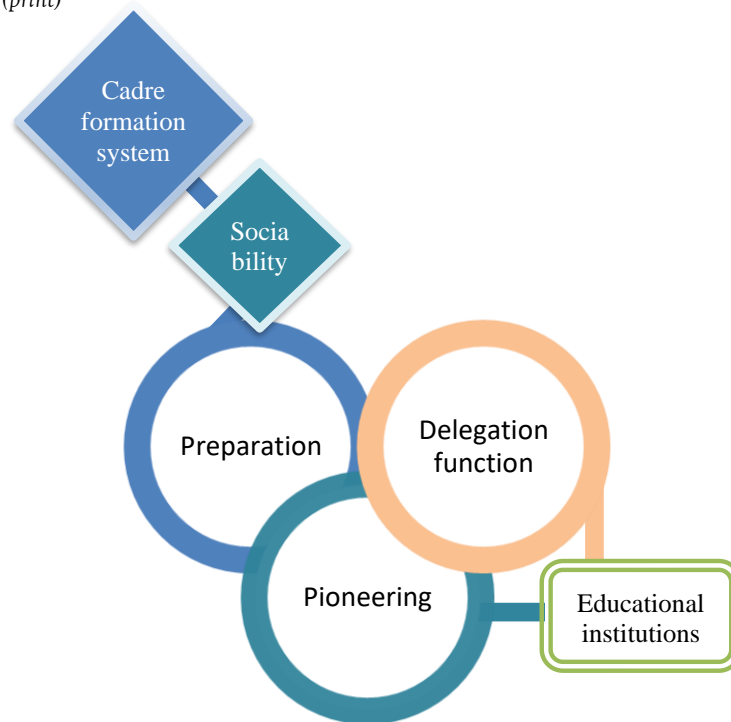 (print)
Cadre
formation
system
Socia
bility
Preparation
Delegation
function
Pioneering
Educational
institutions